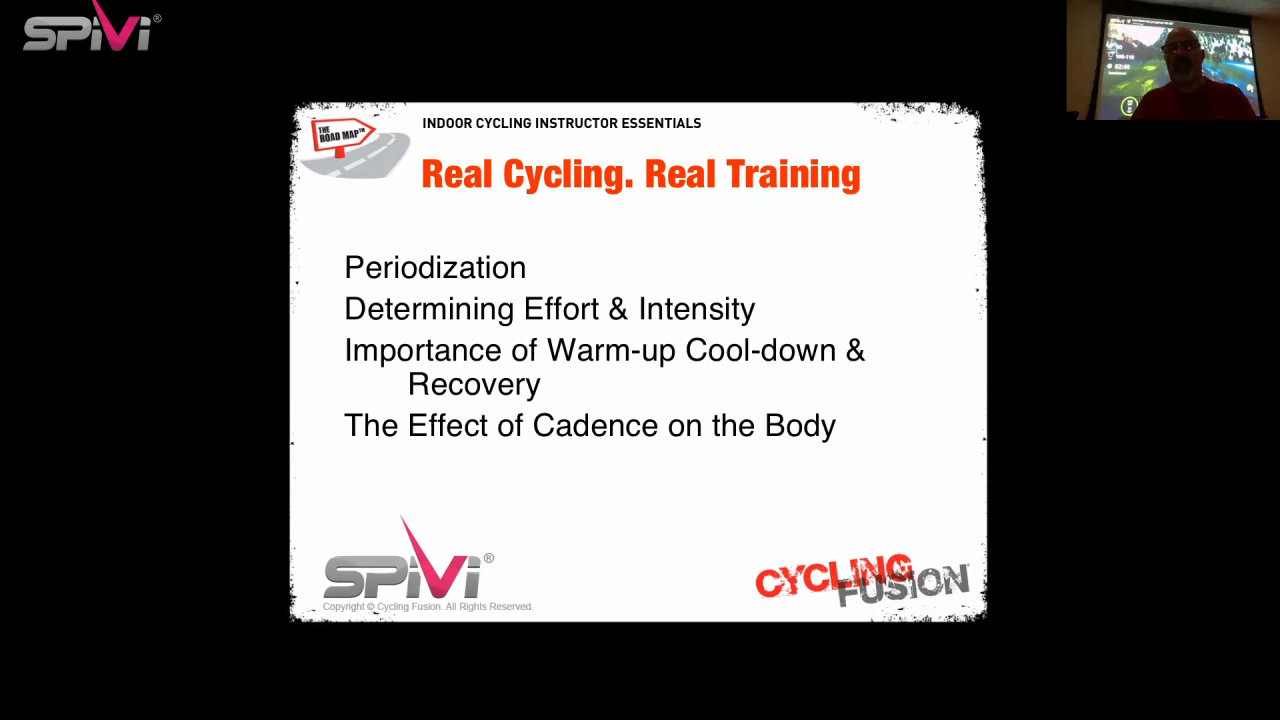 SPiVi®
THE
ROAD MAP™
INDOOR CYCLING INSTRUCTOR ESSENTIALS
Real Cycling. Real Training
Periodization
Determining Effort & Intensity
Importance of Warm-up Cool-down &
Recovery
The Effect of Cadence on the Body
SPiVi®
Copyright © Cycling Fusion. All Rights Reserved.
CYCLING
FUSION